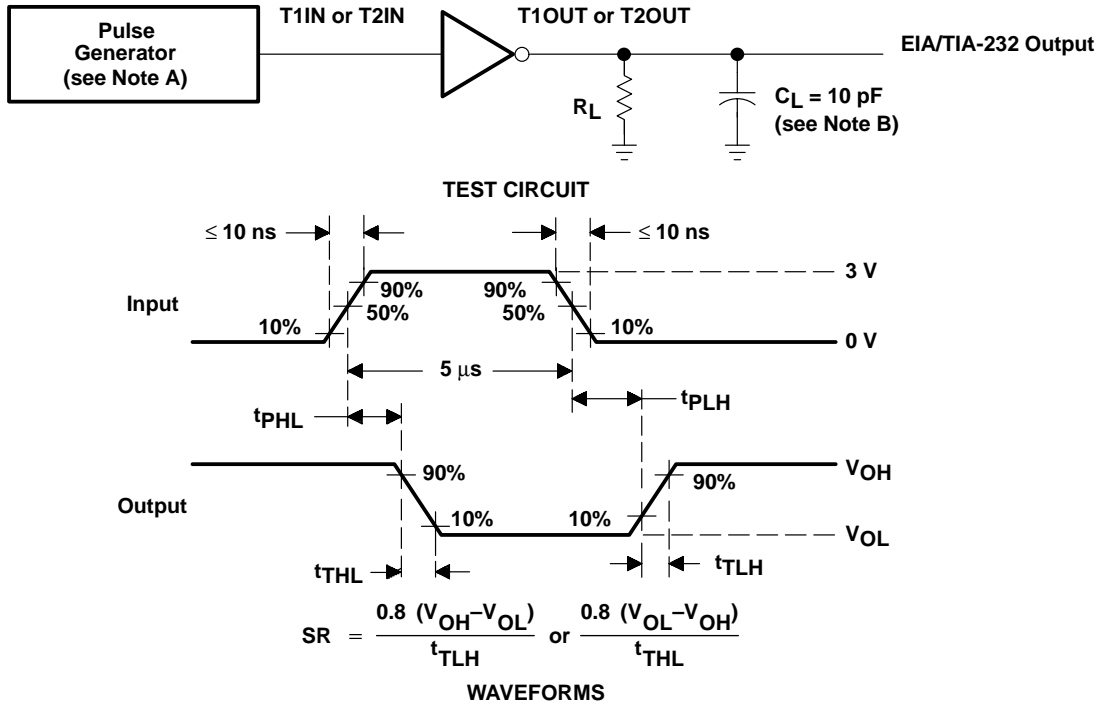 T1IN or T2IN
T1OUT or T2OUT
Pulse
Generator
(see Note A)
EIA/TIA-232 Output
RL
CL = 10 pF
(see Note B)
TEST CIRCUIT
≤ 10 ns
≤ 10 ns
3 V
Input
90%
90%
50%
50%
10%
10%
0 V
5 μs
tPHL
tPLH
VOH
90%
90%
Output
10%
10%
VOL
tTHL
tTLH
SR = 0.8 (VOH–VOL) / tTLH or 0.8 (VOL–VOH) / tTHL
WAVEFORMS